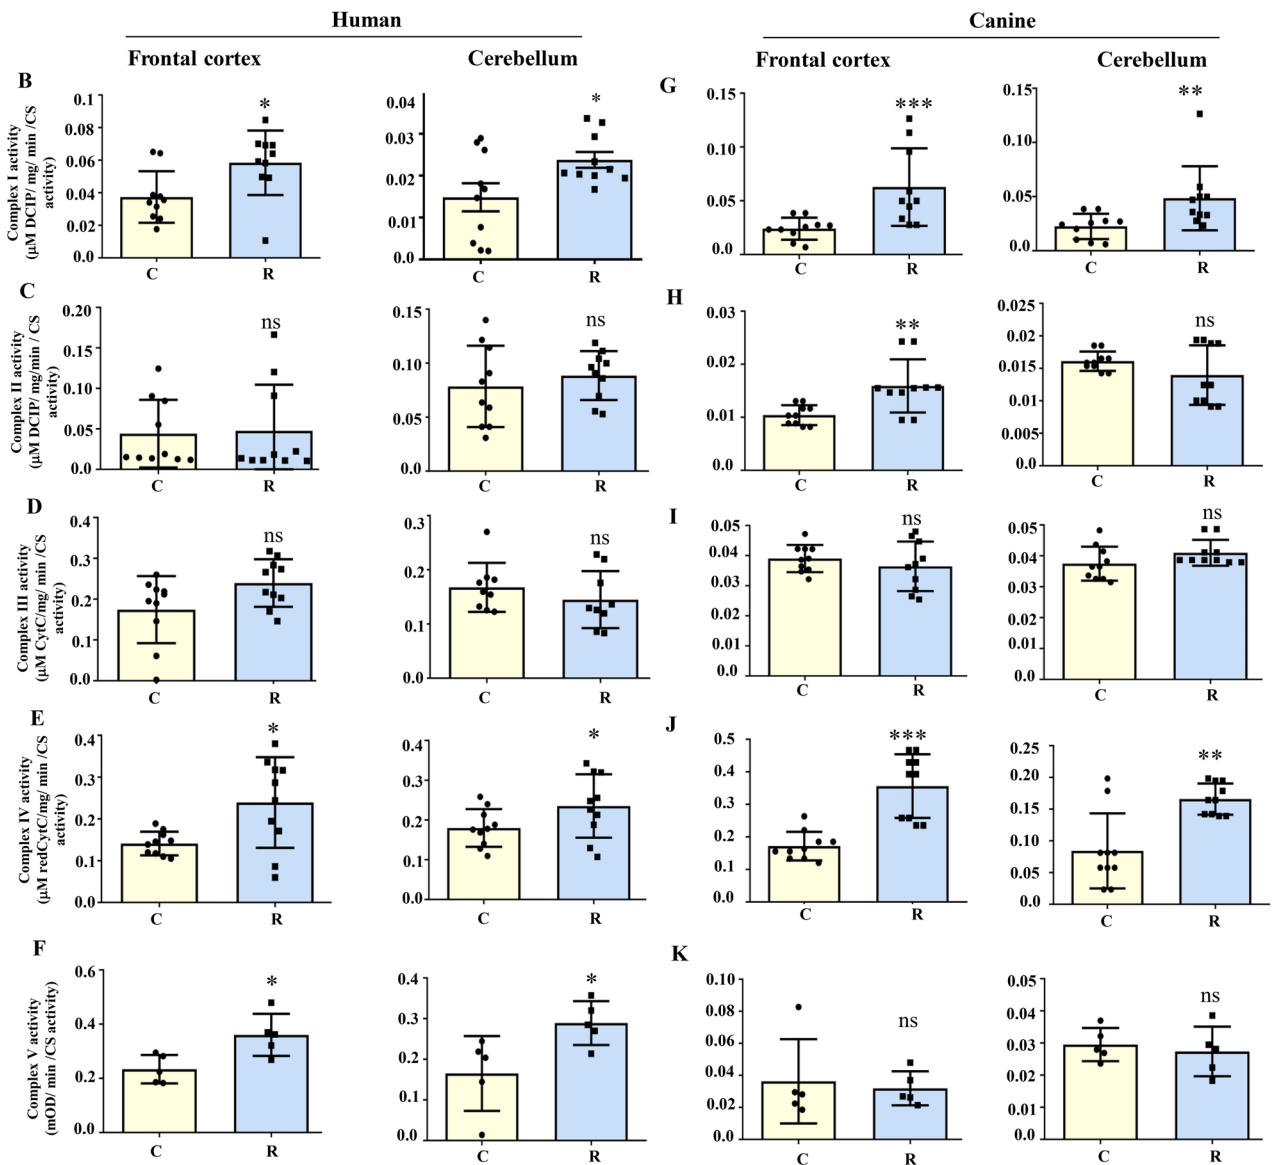 Human
Canine
Frontal cortex
Cerebellum
Frontal cortex
Cerebellum
B
Complex I activity
(µM DCIP/ mg/ min /CS
activity)
0.1
0.08
0.06
0.04
0.02
0.0
*
C
R
0.04
0.03
0.02
0.01
0.0
*
C
R
G
0.15
0.10
0.05
0.0
***
C
R
0.15
0.10
0.05
0.0
**
C
R
C
Complex II activity
(µM DCIP/ mg/min / CS
activity)
0.20
0.15
0.10
0.05
0.0
ns
C
R
0.15
0.10
0.05
0.0
ns
C
R
H
0.03
0.02
0.01
0.0
**
C
R
0.025
0.020
0.015
0.01
0.005
0.0
ns
C
R
D
Complex III activity
(µM CytC/mg/ min /CS
activity)
0.4
0.3
0.2
0.1
0.0
ns
C
R
0.3
0.2
0.1
0.0
ns
C
R
I
0.05
0.04
0.03
0.02
0.01
0.0
ns
C
R
0.05
0.04
0.03
0.02
0.01
0.0
ns
C
R
E
Complex IV activity
(µM redCytC/mg/ min /CS
activity)
0.4
0.3
0.2
0.1
0.0
*
C
R
0.4
0.3
0.2
0.1
0.0
*
C
R
J
0.5
0.4
0.3
0.2
0.1
0.0
***
C
R
0.25
0.20
0.15
0.10
0.05
0.0
**
C
R
F
Complex V activity
(mOD/ min /CS activity)
0.6
0.4
0.2
0.0
*
C
R
0.4
0.3
0.2
0.1
0.0
*
C
R
K
0.10
0.08
0.06
0.04
0.02
0.0
ns
C
R
0.05
0.04
0.03
0.02
0.01
0.0
ns
C
R